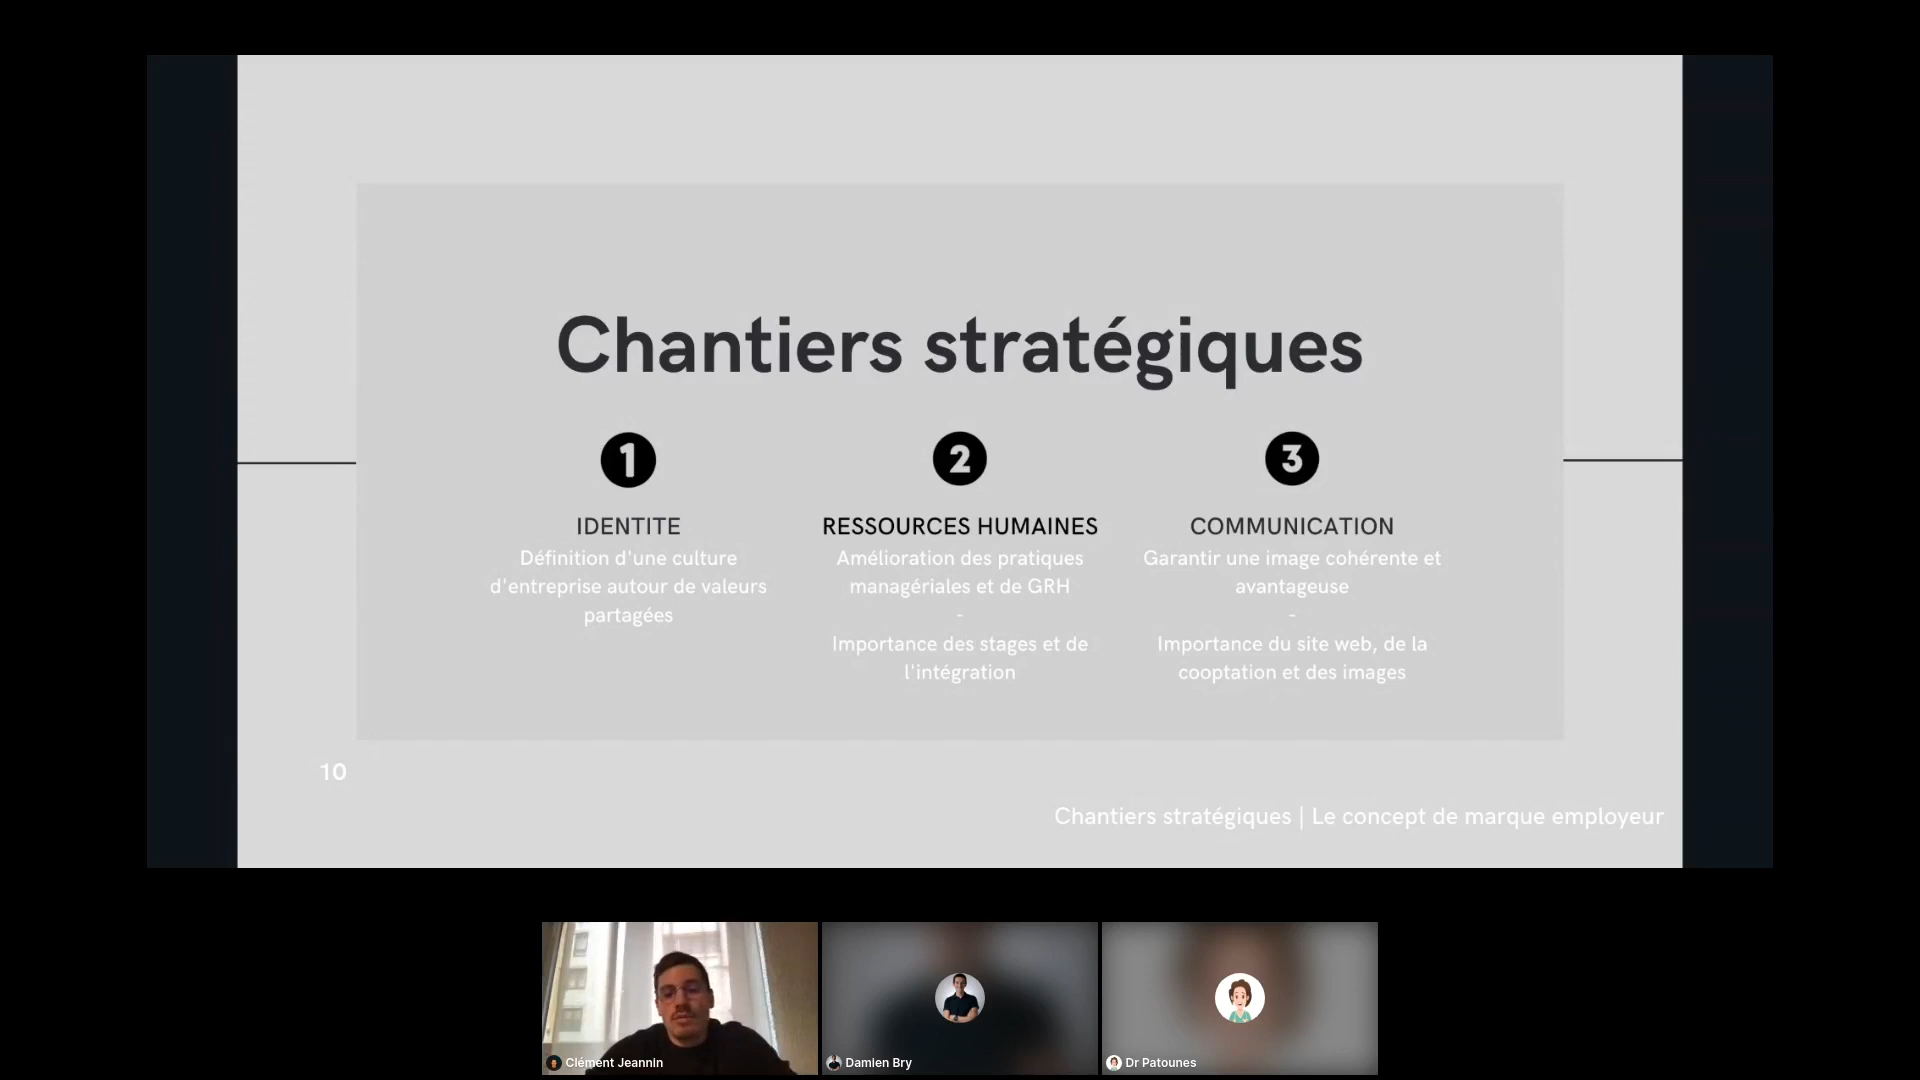 Chantiers stratégiques
1
2
3
IDENTITE
Définition d'une culture
d'entreprise autour de valeurs
partagées
RESSOURCES HUMAINES
Amélioration des pratiques
managériales et de GRH
-
Importance des stages et de
l'intégration
COMMUNICATION
Garantir une image cohérente et
avantageuse
-
Importance du site web, de la
cooptation et des images
10
Chantiers stratégiques | Le concept de marque employeur
Clément Jeannin
Damien Bry
Dr Patounes